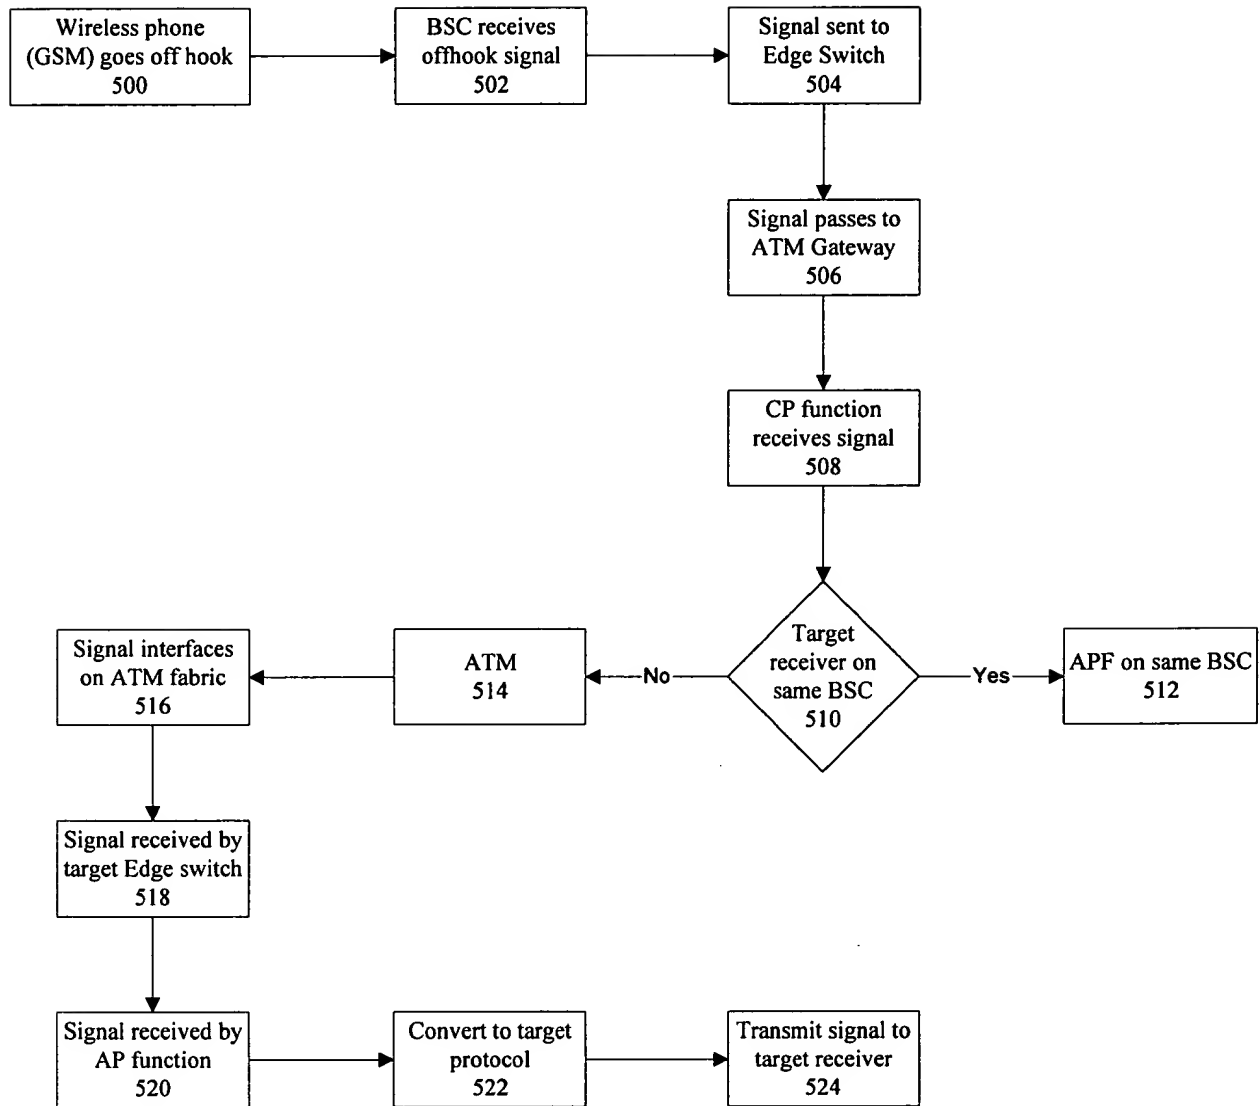 Wireless phone
(GSM) goes off hook
500
BSC receives
offhook signal
502
Signal sent to
Edge Switch
504
Signal passes to
ATM Gateway
506
CP function
receives signal
508
Target
receiver on
same BSC
510
Yes
APF on same BSC
512
No
ATM
514
Signal interfaces
on ATM fabric
516
Signal received by
target Edge switch
518
Signal received by
AP function
520
Convert to target
protocol
522
Transmit signal to
target receiver
524